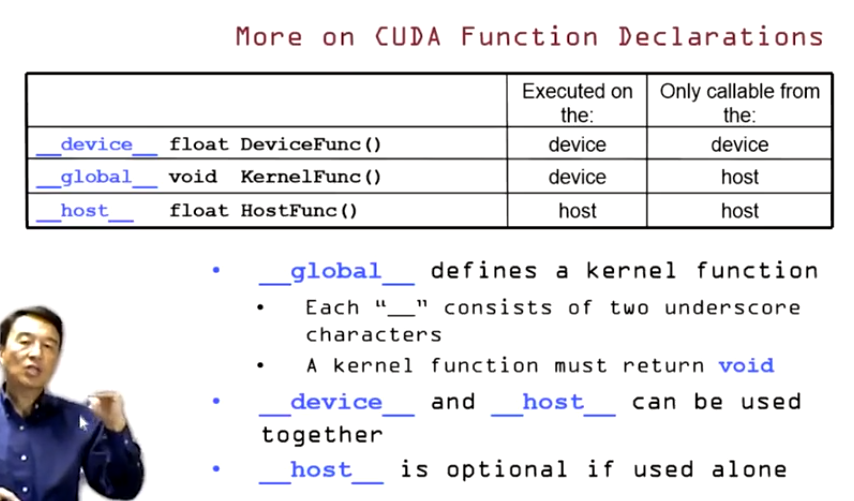 More on CUDA Function Declarations
Executed on the:
Only callable from the:
__device__ float DeviceFunc() device device
__global__ void KernelFunc() device host
__host__ float HostFunc() host host
• __global__ defines a kernel function
• Each “__” consists of two underscore
characters
• A kernel function must return void
• __device__ and __host__ can be used
together
• __host__ is optional if used alone